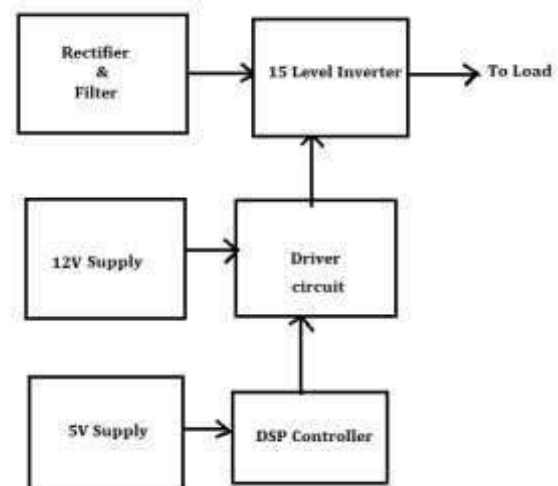 Rectifier
&
Filter
15 Level Inverter
To Load
12V Supply
Driver
circuit
5V Supply
DSP Controller